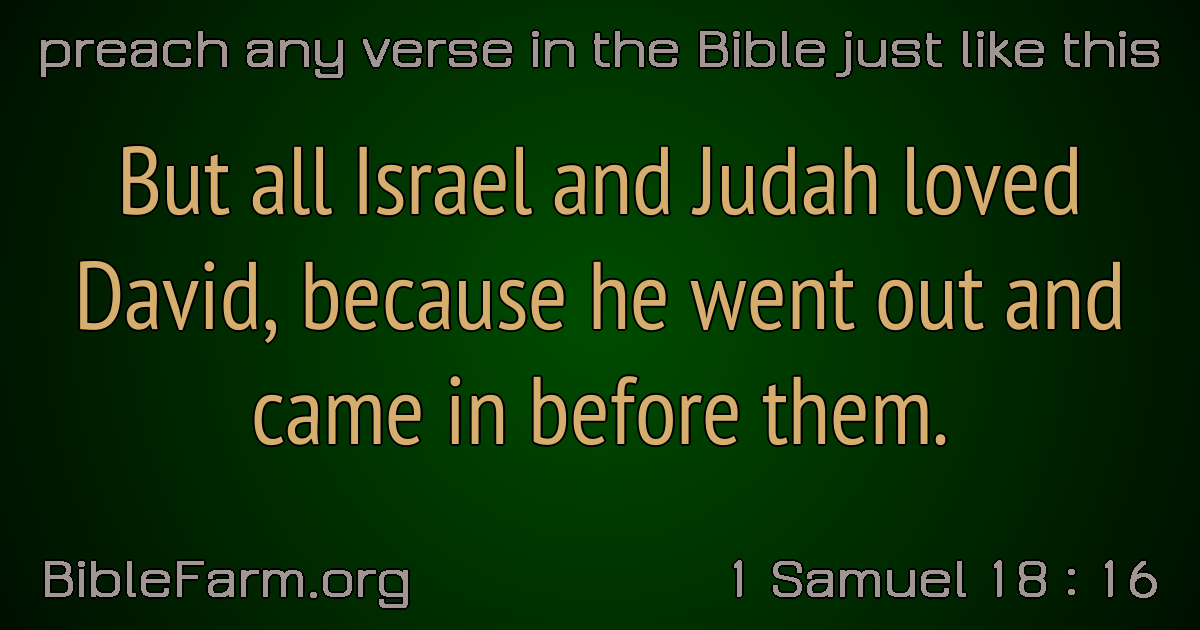 preach any verse in the Bible just like this
But all Israel and Judah loved
David, because he went out and
came in before them.
BibleFarm.org
1 Samuel 18 : 16